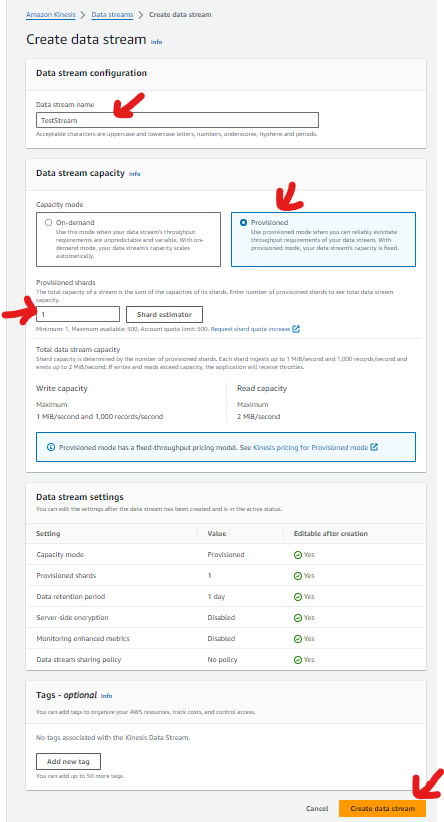 Amazon Kinesis > Data streams > Create data stream
Create data stream Info
Data stream configuration
Data stream name
TestStream
Acceptable characters are uppercase and lowercase letters, numbers, underscores, hyphens and periods.
Data stream capacity Info
Capacity mode
On-demand
Use this mode when your data stream's throughput
requirements are unpredictable and variable. With on-
demand mode, your data stream's capacity scales
automatically.
Provisioned
Use provisioned mode when you can reliably estimate
throughput requirements of your data stream. With
provisioned mode, your data stream's capacity is fixed.
Provisioned shards
The total capacity of a stream is the sum of the capacities of its shards. Enter number of provisioned shards to see total data stream
capacity.
1
Shard estimator
Minimum: 1, Maximum available: 500, Account quota limit: 500. Request shard quota increase
Total data stream capacity
Shard capacity is determined by the number of provisioned shards. Each shard ingests up to 1 MiB/second and 1,000 records/second and
emits up to 2 MiB/second. If writes and reads exceed capacity, the application will receive throttles.
Write capacity
Maximum
1 MiB/second and 1,000 records/second
Read capacity
Maximum
2 MiB/second
Provisioned mode has a fixed-throughput pricing model. See Kinesis pricing for Provisioned mode
Data stream settings
You can edit the settings after the data stream has been created and is in the active status.
Setting Value Editable after creation
Capacity mode Provisioned Yes
Provisioned shards 1 Yes
Data retention period 1 day Yes
Server-side encryption Disabled Yes
Monitoring enhanced metrics Disabled Yes
Data stream sharing policy No policy Yes
Tags - optional Info
You can add tags to organize your AWS resources, track costs, and control access.
No tags associated with the Kinesis Data Stream.
Add new tag
You can add up to 50 more tags.
Cancel Create data stream